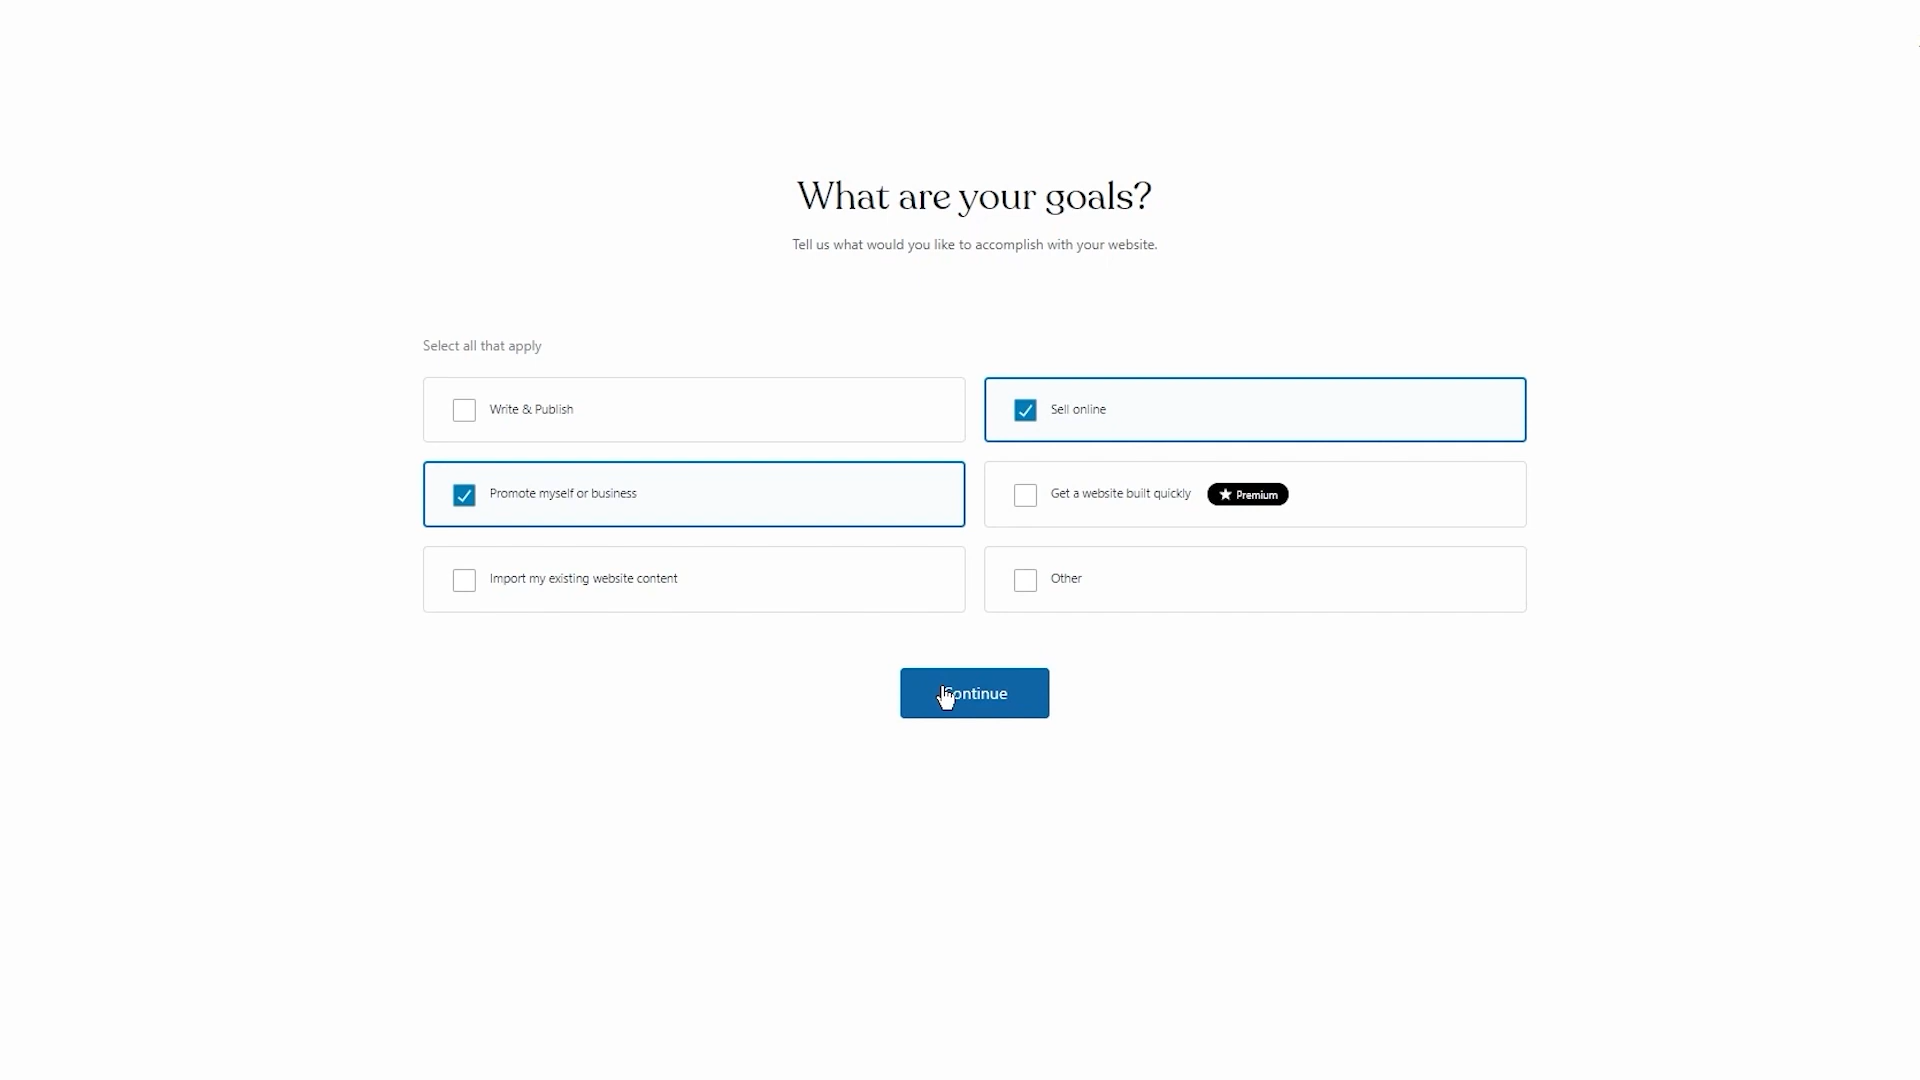 What are your goals?
Tell us what would you like to accomplish with your website.
Select all that apply
Write & Publish
Sell online
Promote myself or business
Get a website built quickly
Premium
Import my existing website content
Other
Continue